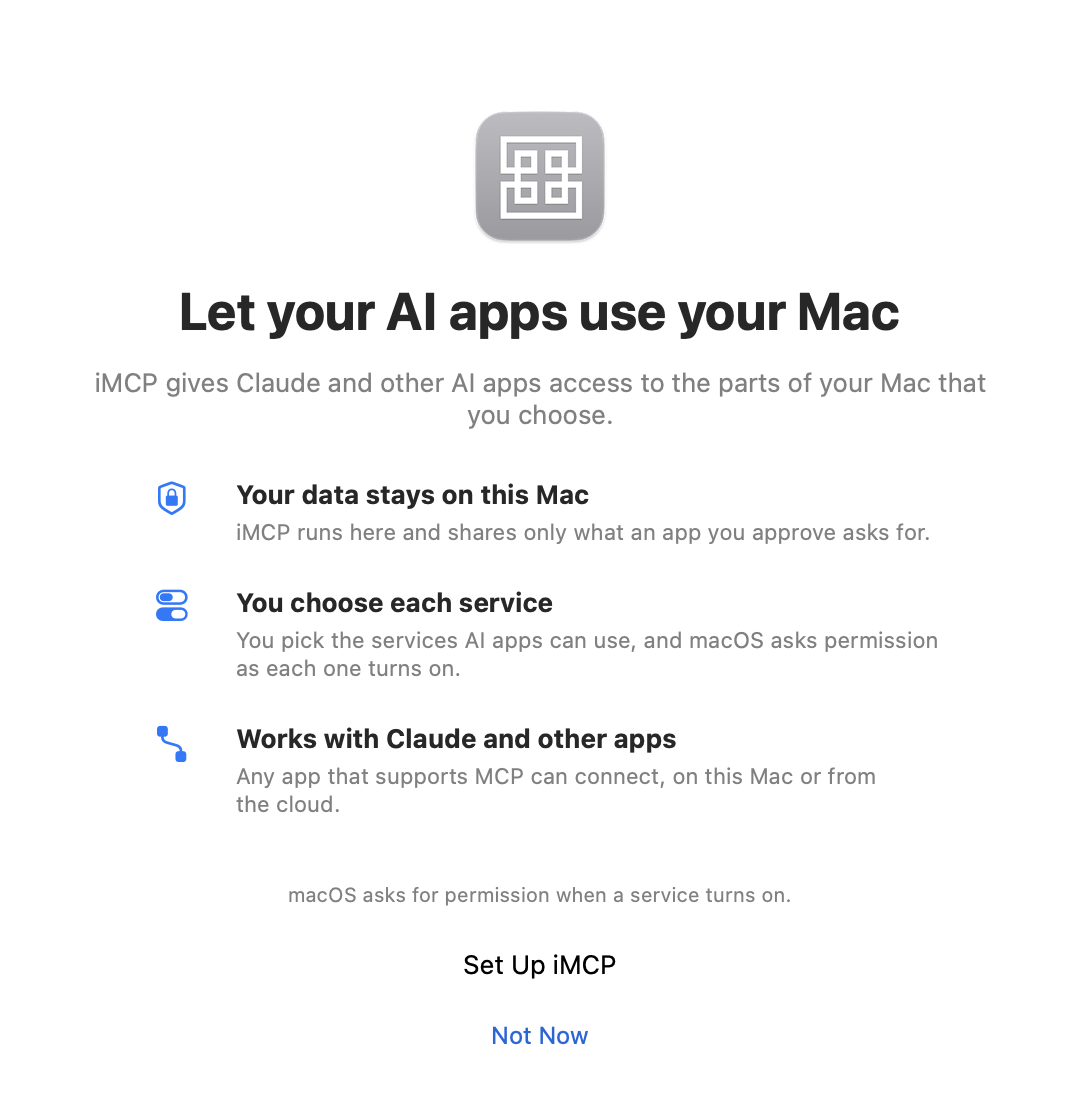 Let your AI apps use your Mac
iMCP gives Claude and other AI apps access to the parts of your Mac that
you choose.
Your data stays on this Mac
iMCP runs here and shares only what an app you approve asks for.
You choose each service
You pick the services AI apps can use, and macOS asks permission
as each one turns on.
Works with Claude and other apps
Any app that supports MCP can connect, on this Mac or from
the cloud.
macOS asks for permission when a service turns on.
Set Up iMCP
Not Now